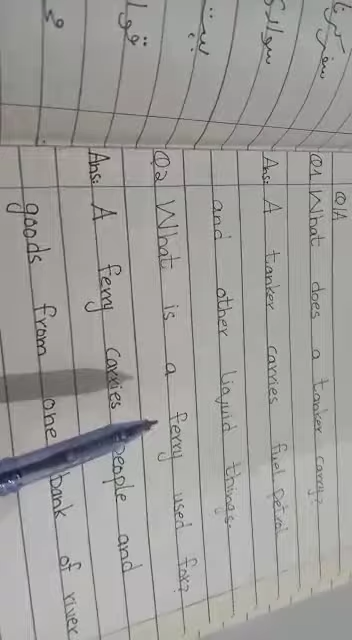 Q/A
Q1 What does a tanker carry?
Ans: A tanker carries fuel, petrol
and other liquid things.
Q.2 What is a ferry used for?
Ans: A ferry carries people and
goods from one bank of river